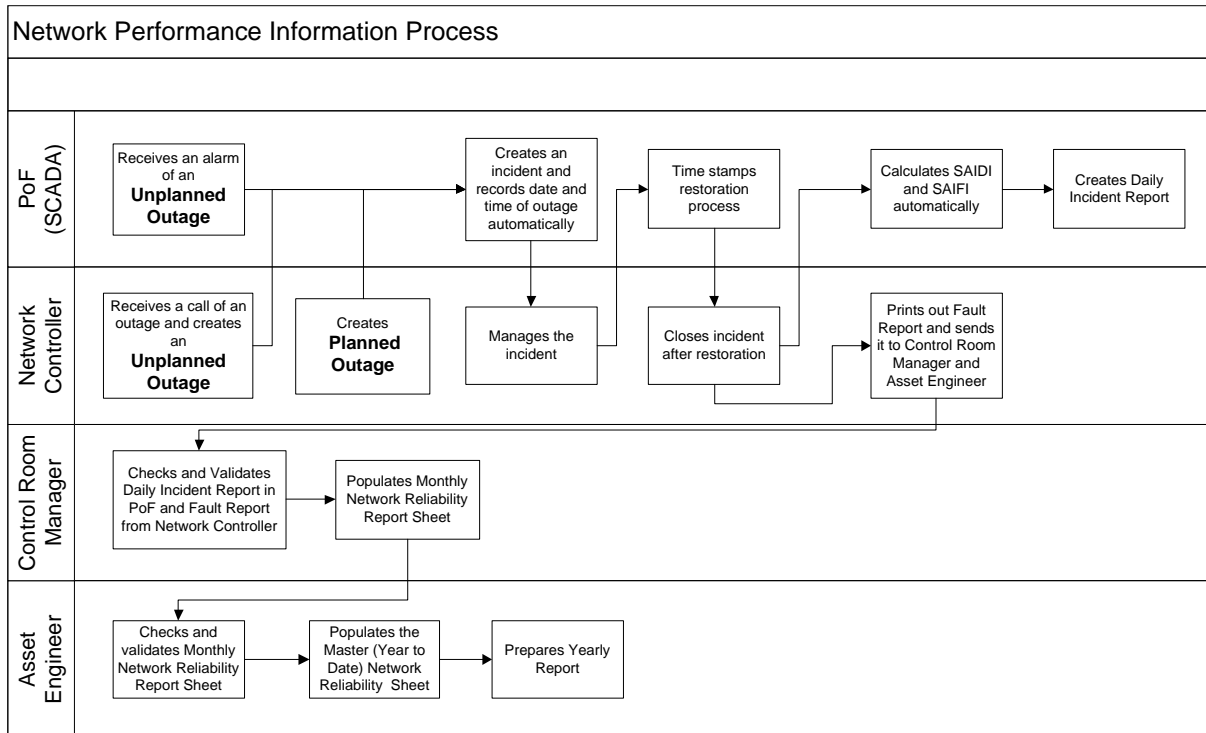 Network Performance Information Process
PoF
(SCADA)
Receives an alarm
of an
Unplanned
Outage
Creates an
incident and
records date and
time of outage
automatically
Time stamps
restoration
process
Calculates SAIDI
and SAIFI
automatically
Creates Daily
Incident Report
Network
Controller
Receives a call of an
outage and creates
an
Unplanned
Outage
Creates
Planned
Outage
Manages the
incident
Closes incident
after restoration
Prints out Fault
Report and sends
it to Control Room
Manager and
Asset Engineer
Control Room
Manager
Checks and Validates
Daily Incident Report in
PoF and Fault Report
from Network Controller
Populates Monthly
Network Reliability
Report Sheet
Asset
Engineer
Checks and
validates Monthly
Network Reliability
Report Sheet
Populates the
Master (Year to
Date) Network
Reliability Sheet
Prepares Yearly
Report